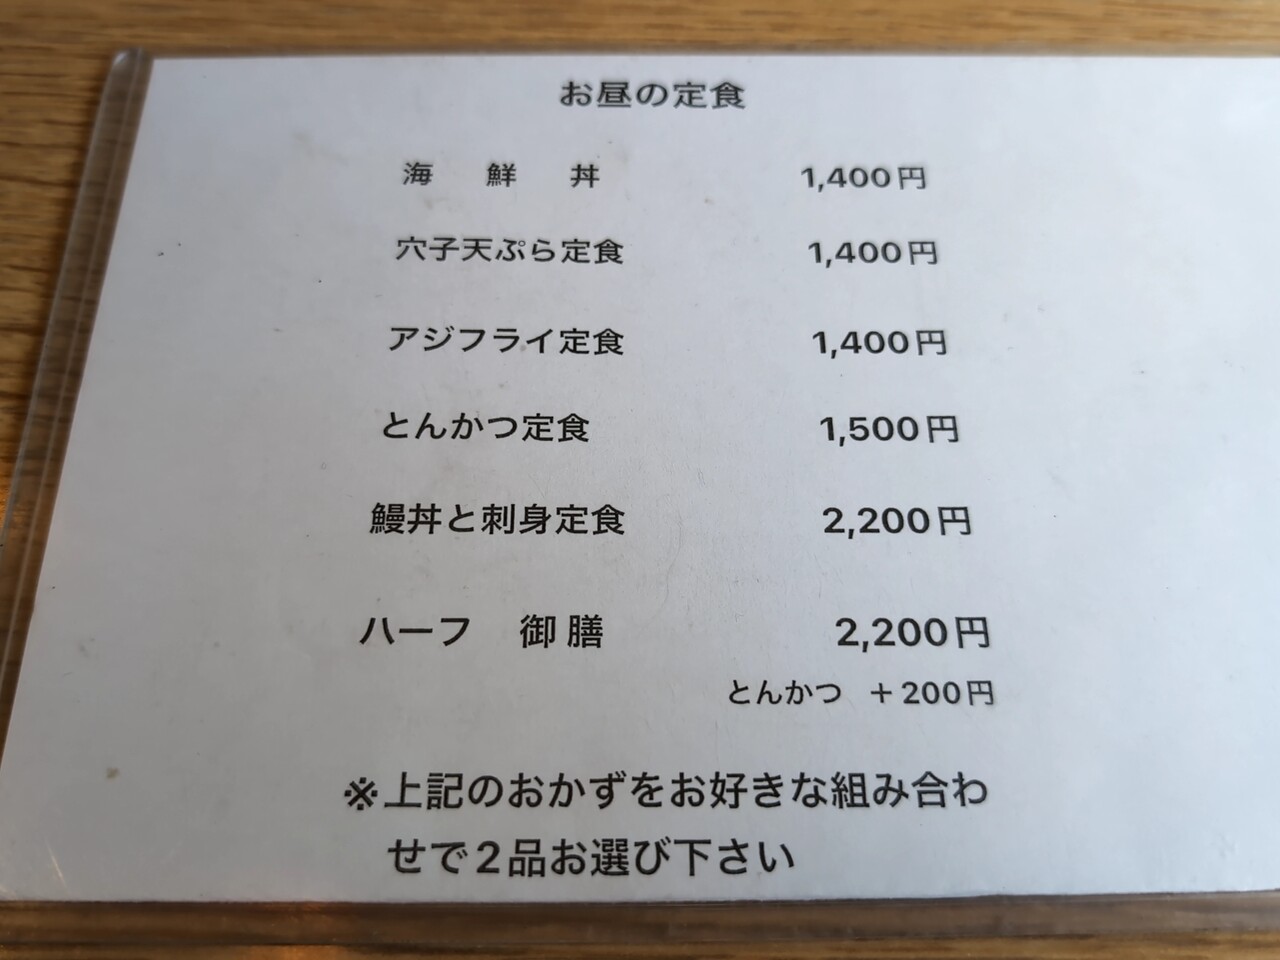 お昼の定食
海 鮮 丼 1,400円
穴子天ぷら定食 1,400円
アジフライ定食 1,400円
とんかつ定食 1,500円
鰻丼と刺身定食 2,200円
ハーフ 御膳 2,200円
とんかつ +200円
※上記のおかずをお好きな組み合わ
せで2品お選び下さい